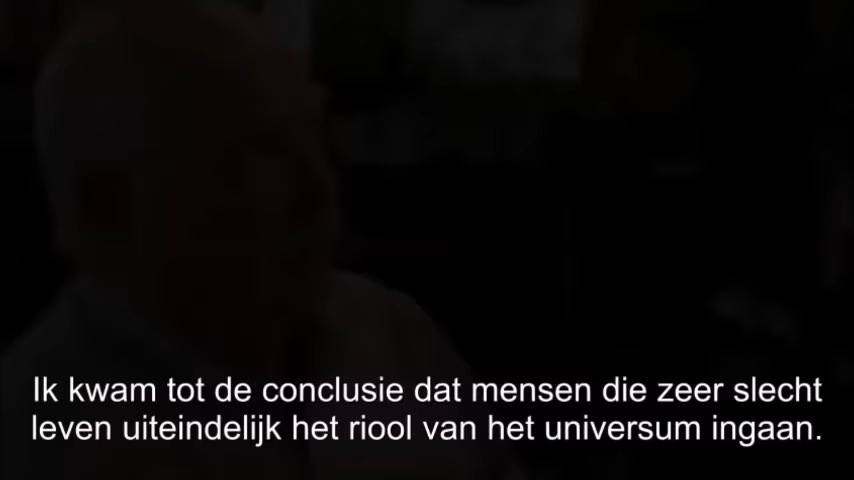 Ik kwam tot de conclusie dat mensen die zeer slecht
leven uiteindelijk het riool van het universum ingaan.